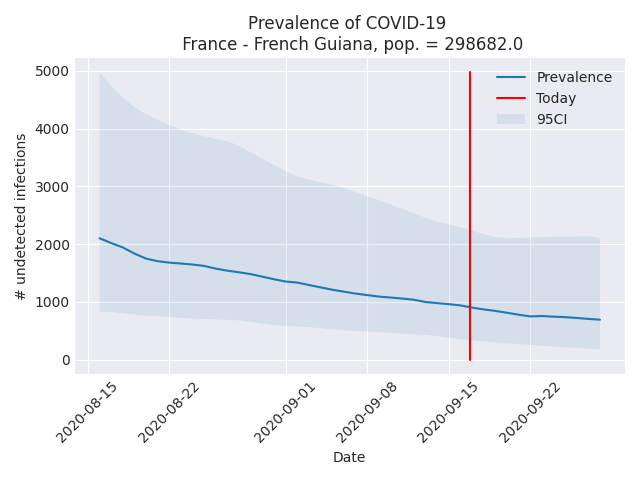 Prevalence of COVID-19
France - French Guiana, pop. = 298682.0
# undetected infections
5000
4000
3000
2000
1000
0
Prevalence
Today
95CI
2020-08-15
2020-08-22
2020-09-01
2020-09-08
2020-09-15
2020-09-22
Date